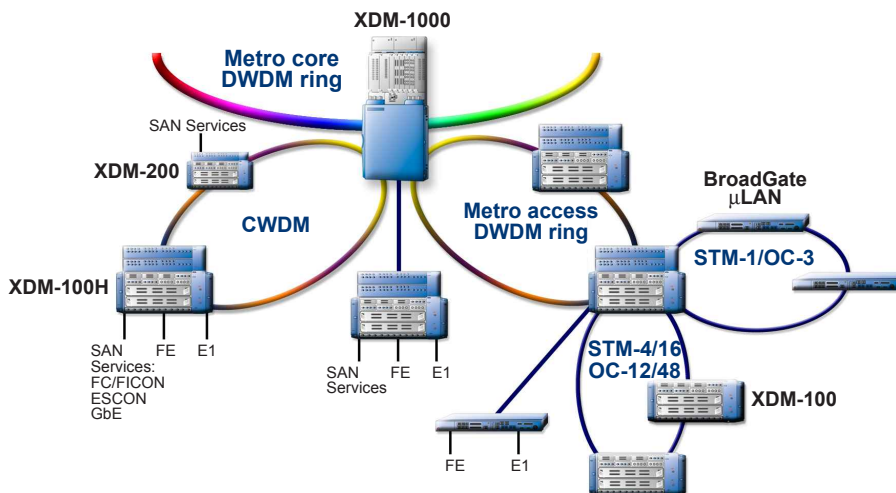 XDM-1000
Metro core
DWDM ring
SAN Services
XDM-200
BroadGate
μLAN
CWDM
Metro access
DWDM ring
STM-1/OC-3
XDM-100H
SAN
Services:
FC/FICON
ESCON
GbE
FE
E1
SAN
Services
FE
E1
STM-4/16
OC-12/48
XDM-100
FE
E1